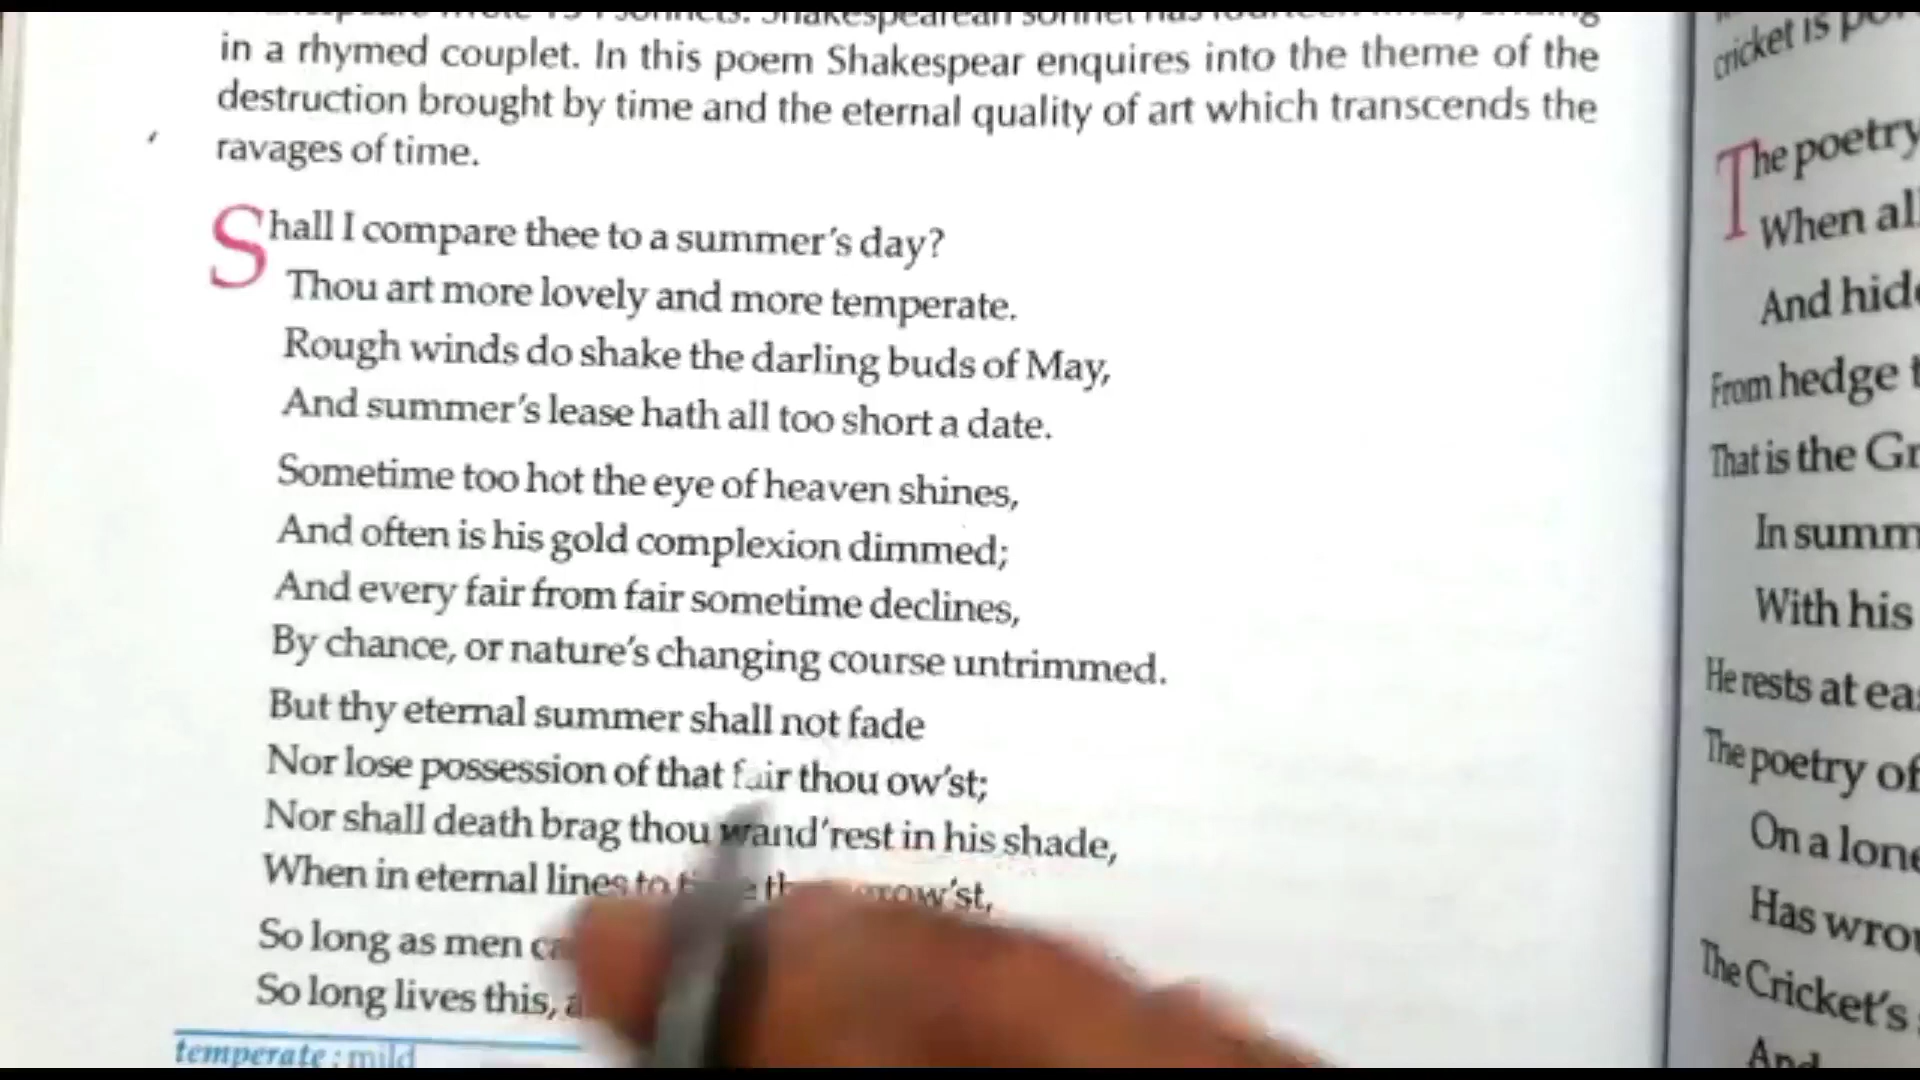 in a rhymed couplet. In this poem Shakespear enquires into the theme of the
destruction brought by time and the eternal quality of art which transcends the
ravages of time.
Shall I compare thee to a summer's day?
Thou art more lovely and more temperate.
Rough winds do shake the darling buds of May,
And summer's lease hath all too short a date.
Sometime too hot the eye of heaven shines,
And often is his gold complexion dimmed;
And every fair from fair sometime declines,
By chance, or nature's changing course untrimmed.
But thy eternal summer shall not fade
Nor lose possession of that fair thou ow'st;
Nor shall death brag thou wand'rest in his shade,
When in eternal lines to
So long as men
So long lives this,
temperate : mild
cricket is
The poetry
When all
And
From hedge
That is the
In
With his
He rests at
The poetry of
On a
Has
The Cricket's
And